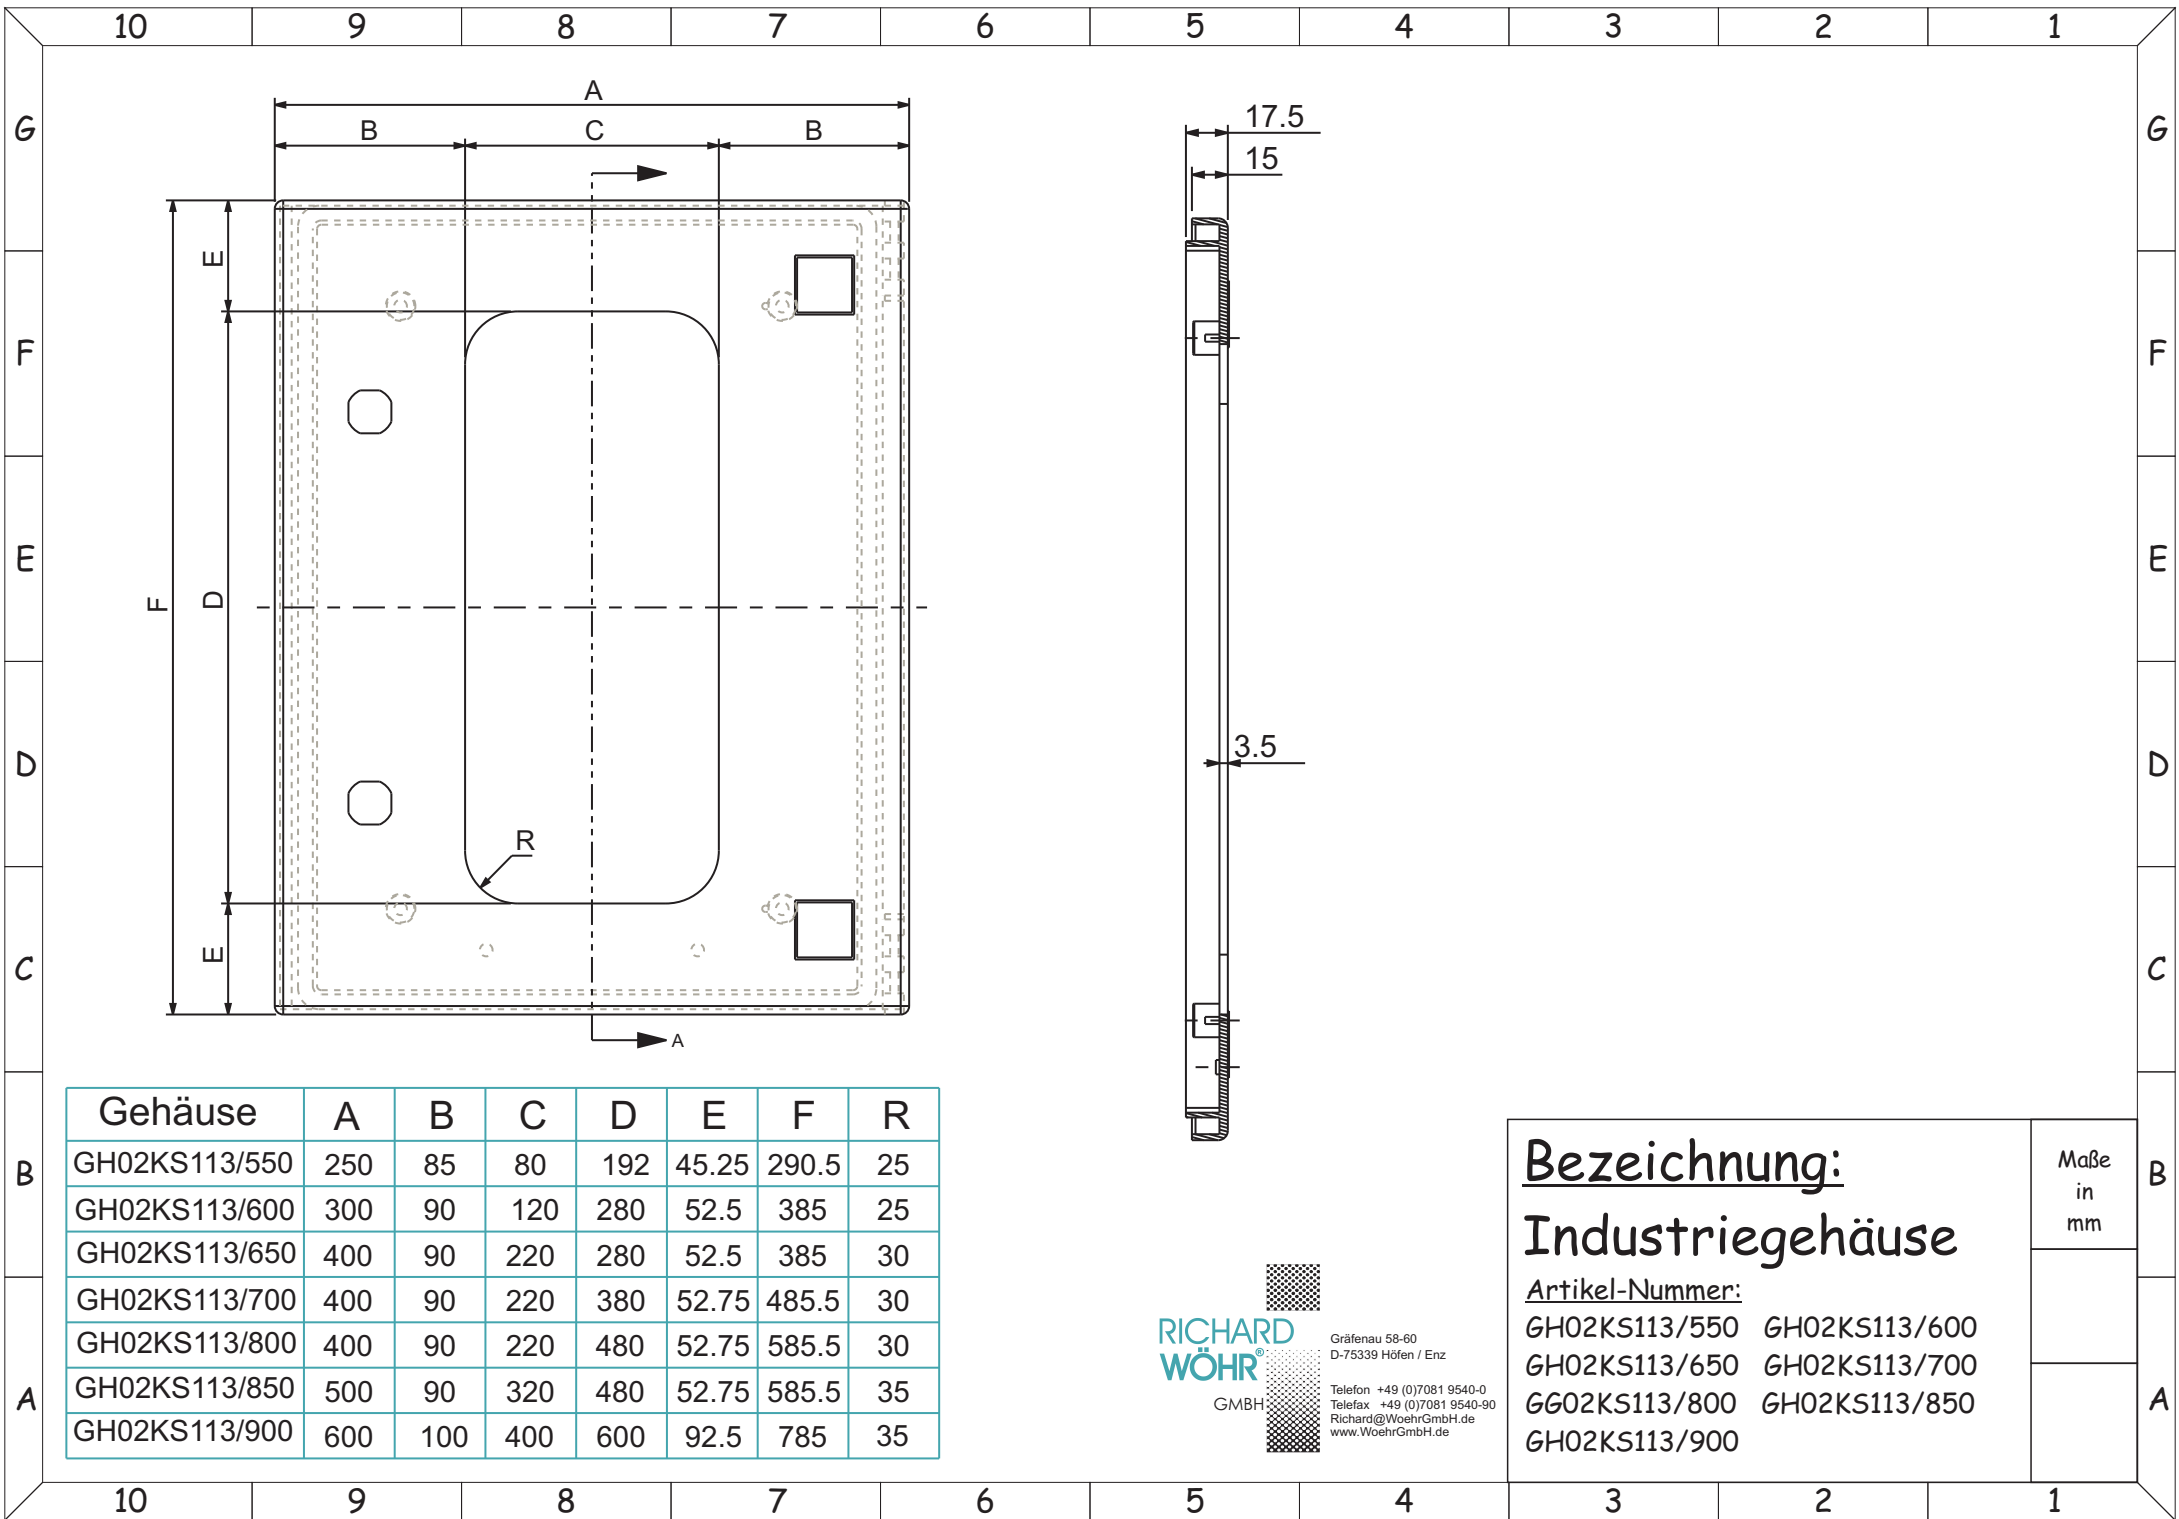 10 9 8 7 6 5 4 3 2 1
G G
F F
E E
D D
C C
B B
A A
A
B C B
E
F D
E
R
A
17.5
15
3.5
Gehäuse A B C D E F R
GH02KS113/550 250 85 80 192 45.25 290.5 25
GH02KS113/600 300 90 120 280 52.5 385 25
GH02KS113/650 400 90 220 280 52.5 385 30
GH02KS113/700 400 90 220 380 52.75 485.5 30
GH02KS113/800 400 90 220 480 52.75 585.5 30
GH02KS113/850 500 90 320 480 52.75 585.5 35
GH02KS113/900 600 100 400 600 92.5 785 35
RICHARD
WÖHR®
GMBH
Gräfenau 58-60
D-75339 Höfen / Enz
Telefon +49 (0)7081 9540-0
Telefax +49 (0)7081 9540-90
Richard@WoehrGmbH.de
www.WoehrGmbH.de
Bezeichnung:
Industriegehäuse
Artikel-Nummer:
GH02KS113/550 GH02KS113/600
GH02KS113/650 GH02KS113/700
GG02KS113/800 GH02KS113/850
GH02KS113/900
Maße
in
mm
10 9 8 7 6 5 4 3 2 1